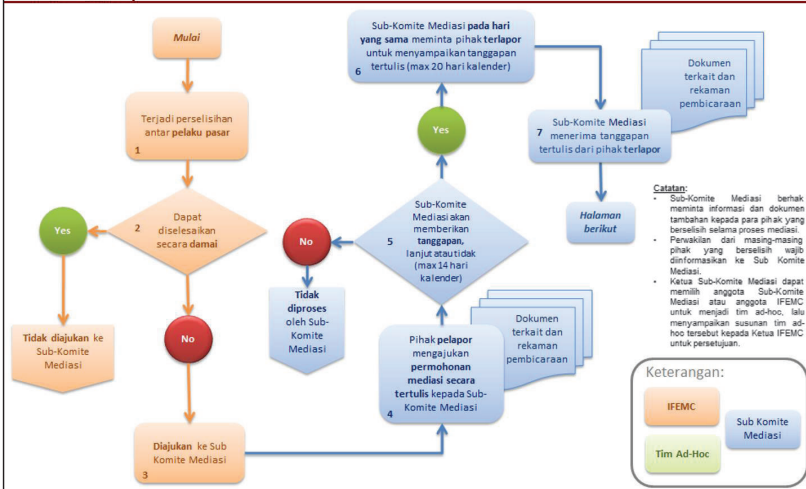 Mulai
Terjadi perselisihan
antar pelaku pasar
1
2
Dapat
diselesaikan
secara damai
Yes
Tidak diajukan ke
Sub-Komite
Mediasi
No
Diajukan ke Sub
Komite Mediasi
3
Pihak pelapor
mengajukan
permohonan
mediasi secara
tertulis kepada Sub-
Komite Mediasi
4
Dokumen
terkait dan
rekaman
pembicaraan
Sub-Komite
Mediasi akan
memberikan
tanggapan,
lanjut atau tidak
(max 14 hari
kalender)
5
No
Tidak
diproses
oleh Sub-
Komite
Mediasi
Yes
Sub-Komite Mediasi pada hari
yang sama meminta pihak terlapor
untuk menyampaikan tanggapan
tertulis (max 20 hari kalender)
6
7
Sub-Komite Mediasi
menerima tanggapan
tertulis dari pihak terlapor
Dokumen
terkait dan
rekaman
pembicaraan
Halaman
berikut
Catatan:
• Sub-Komite Mediasi berhak
meminta informasi dan dokumen
tambahan kepada para pihak yang
berselisih selama proses mediasi.
• Perwakilan dari masing-masing
pihak yang berselisih wajib
diinformasikan ke Sub Komite
Mediasi.
• Ketua Sub-Komite Mediasi dapat
memilih anggota Sub-Komite
Mediasi atau anggota IFEMC
untuk menjadi tim ad-hoc, lalu
menyampaikan susunan tim ad-
hoc tersebut kepada Ketua IFEMC
untuk persetujuan.
Keterangan:
IFEMC
Sub Komite
Mediasi
Tim Ad-Hoc